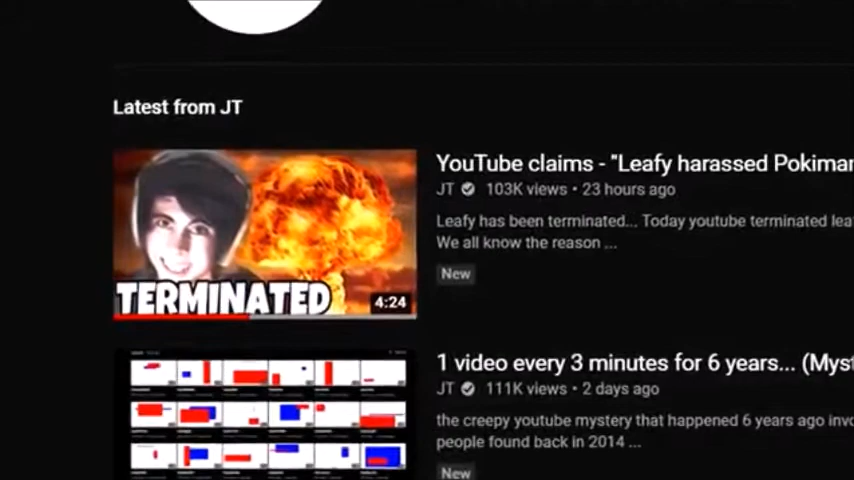 Latest from JT
YouTube claims - "Leafy harassed Pokiman
JT 103K views • 23 hours ago
Leafy has been terminated... Today youtube terminated lea
We all know the reason ...
New
TERMINATED
4:24
1 video every 3 minutes for 6 years... (Myst
JT 111K views • 2 days ago
the creepy youtube mystery that happened 6 years ago invo
people found back in 2014 ...
New